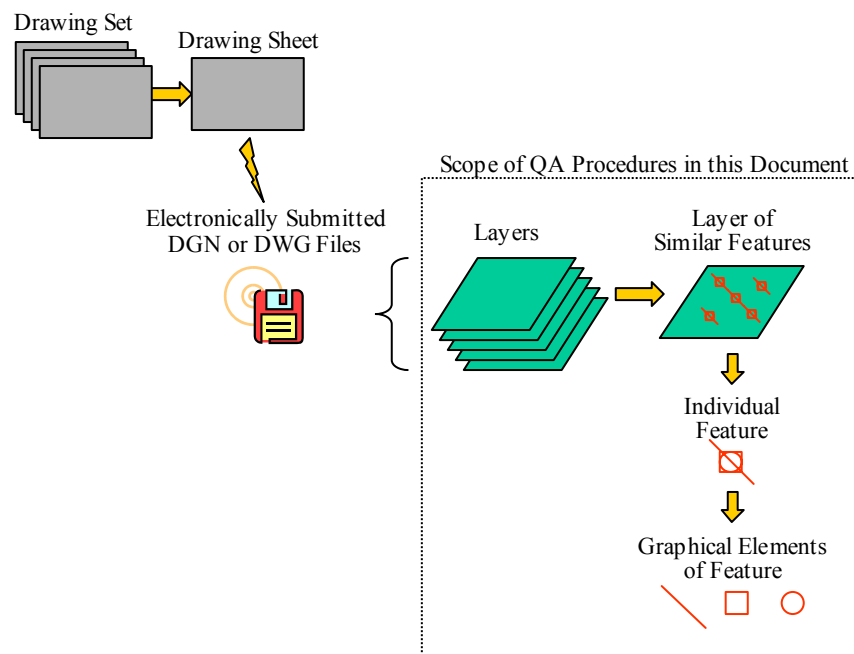 Drawing Set
Drawing Sheet
Scope of QA Procedures in this Document
Electronically Submitted
DGN or DWG Files
Layers
Layer of
Similar Features
Individual
Feature
Graphical Elements
of Feature